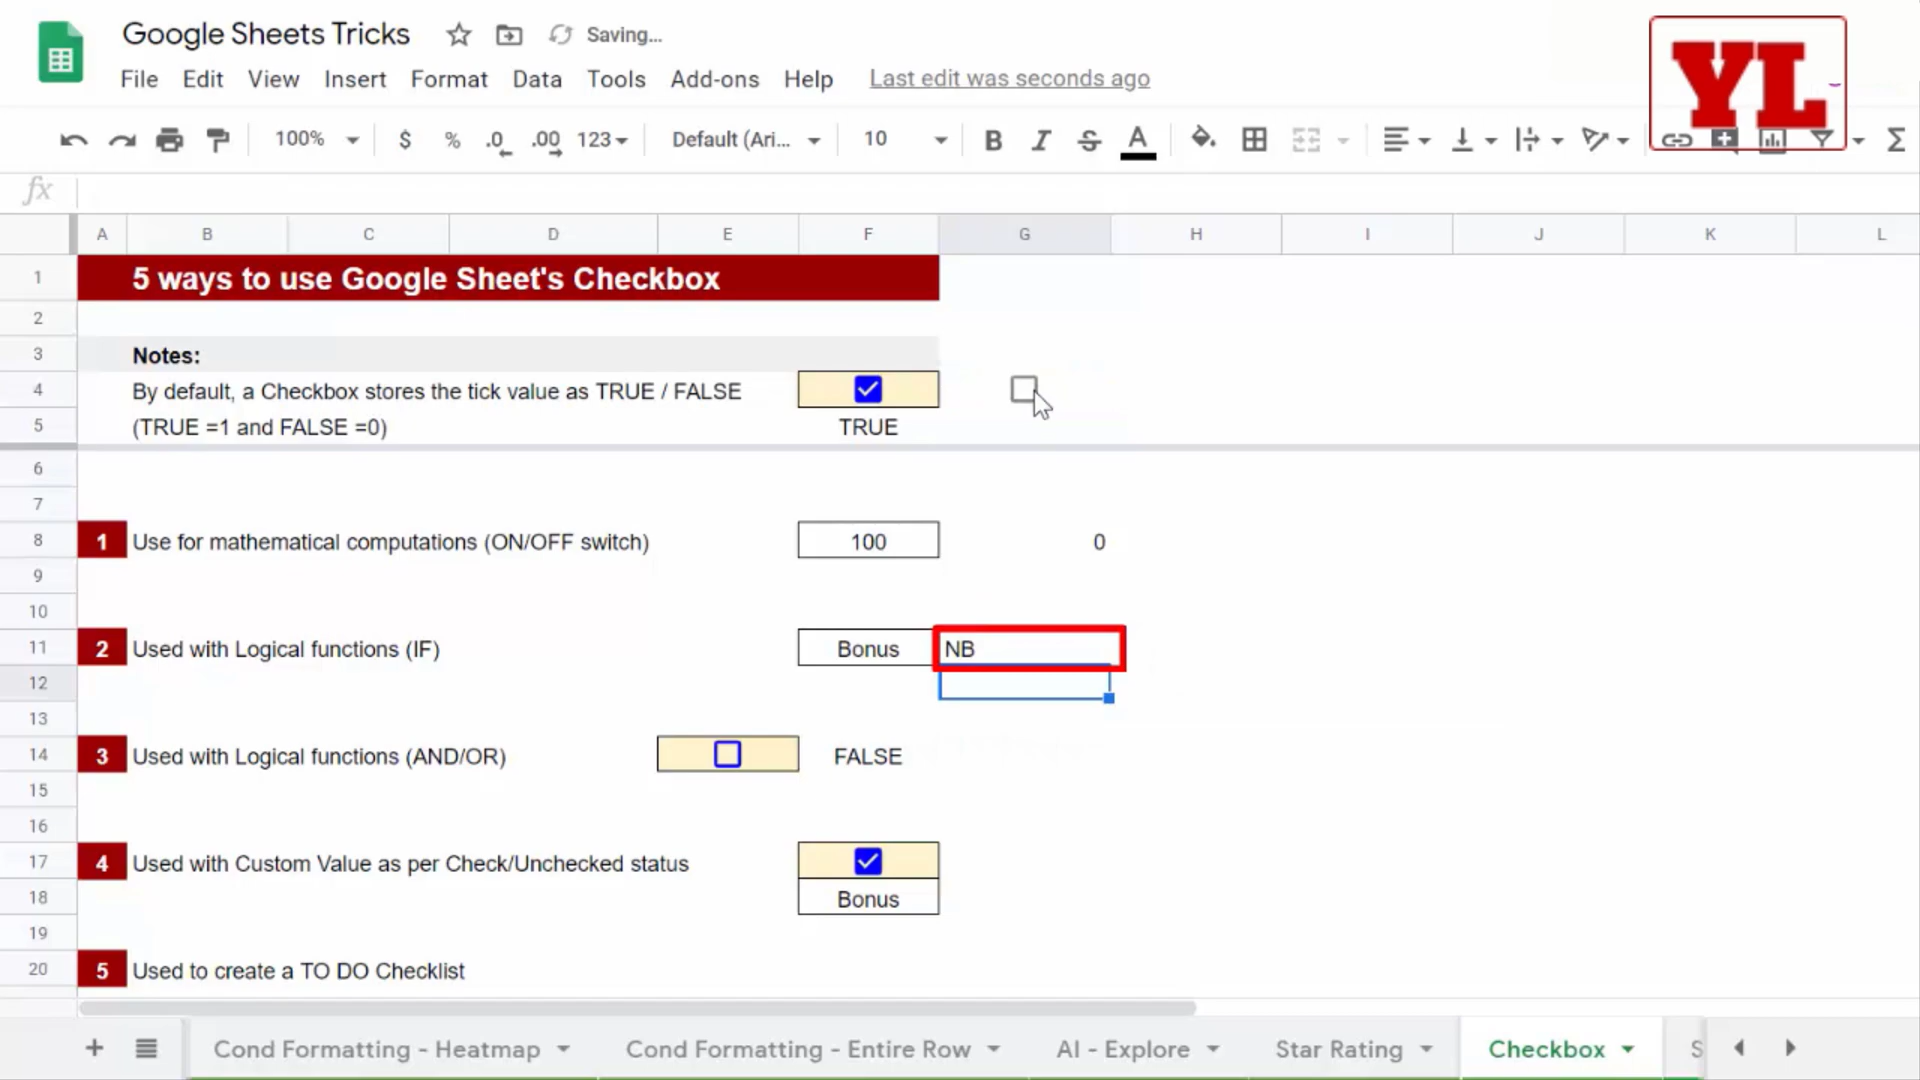 Google Sheets Tricks Saving...
YL
File Edit View Insert Format Data Tools Add-ons Help Last edit was seconds ago
100% $ % .0 .00 123 Default (Ari... 10 B I S A Σ
fx
A B C D E F G H I J K L
1 5 ways to use Google Sheet's Checkbox
2
3 Notes:
4 By default, a Checkbox stores the tick value as TRUE / FALSE
5 (TRUE =1 and FALSE =0) TRUE
6
7
8 1 Use for mathematical computations (ON/OFF switch) 100 0
9
10
11 2 Used with Logical functions (IF) Bonus NB
12
13
14 3 Used with Logical functions (AND/OR) FALSE
15
16
17 4 Used with Custom Value as per Check/Unchecked status
18 Bonus
19
20 5 Used to create a TO DO Checklist
Cond Formatting - Heatmap Cond Formatting - Entire Row AI - Explore Star Rating Checkbox S